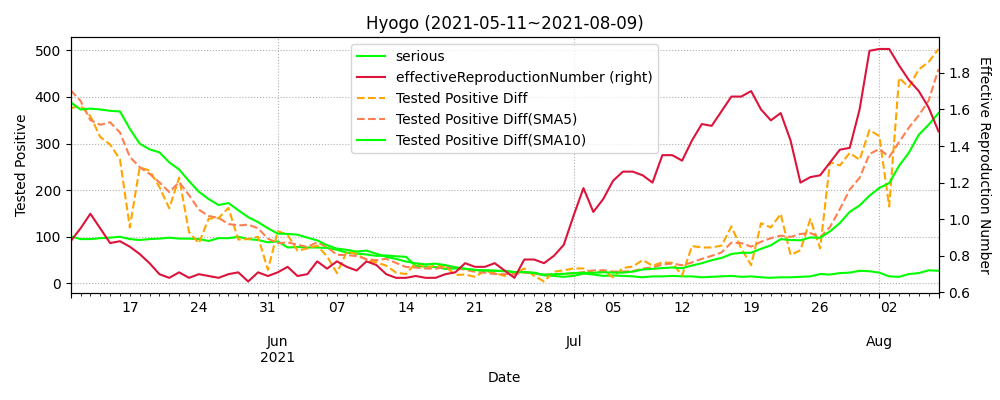 Hyogo (2021-05-11~2021-08-09)
serious
effectiveReproductionNumber (right)
Tested Positive Diff
Tested Positive Diff(SMA5)
Tested Positive Diff(SMA10)
Tested Positive
500
400
300
200
100
0
Effective Reproduction Number
1.8
1.6
1.4
1.2
1.0
0.8
0.6
17 24 31 07 14 21 28 05 12 19 26 02
Jun Jul Aug
2021
Date